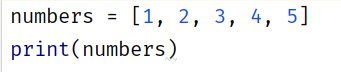 numbers = [1, 2, 3, 4, 5]
print(numbers)